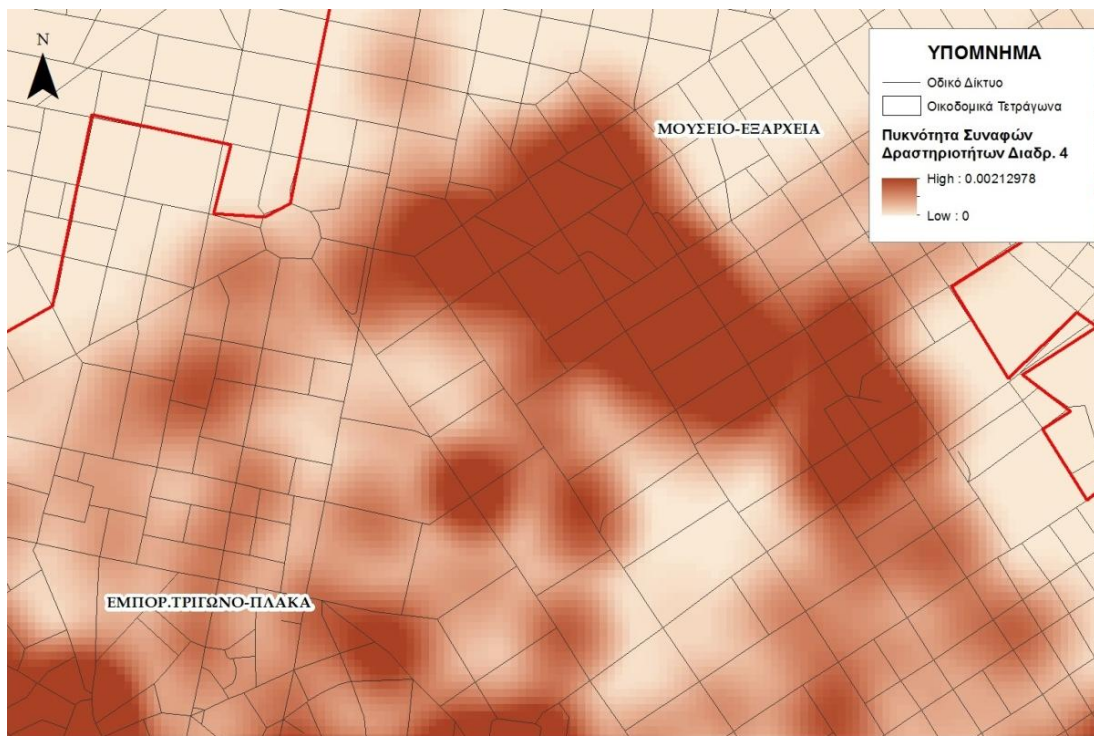 N
ΥΠΟΜΝΗΜΑ
Οδικό Δίκτυο
Οικοδομικά Τετράγωνα
Πυκνότητα Συναφών
Δραστηριοτήτων Διαδρ. 4
High : 0.00212978
Low : 0
ΜΟΥΣΕΙΟ-ΕΞΑΡΧΕΙΑ
ΕΜΠΟΡ.ΤΡΙΓΩΝΟ-ΠΛΑΚΑ